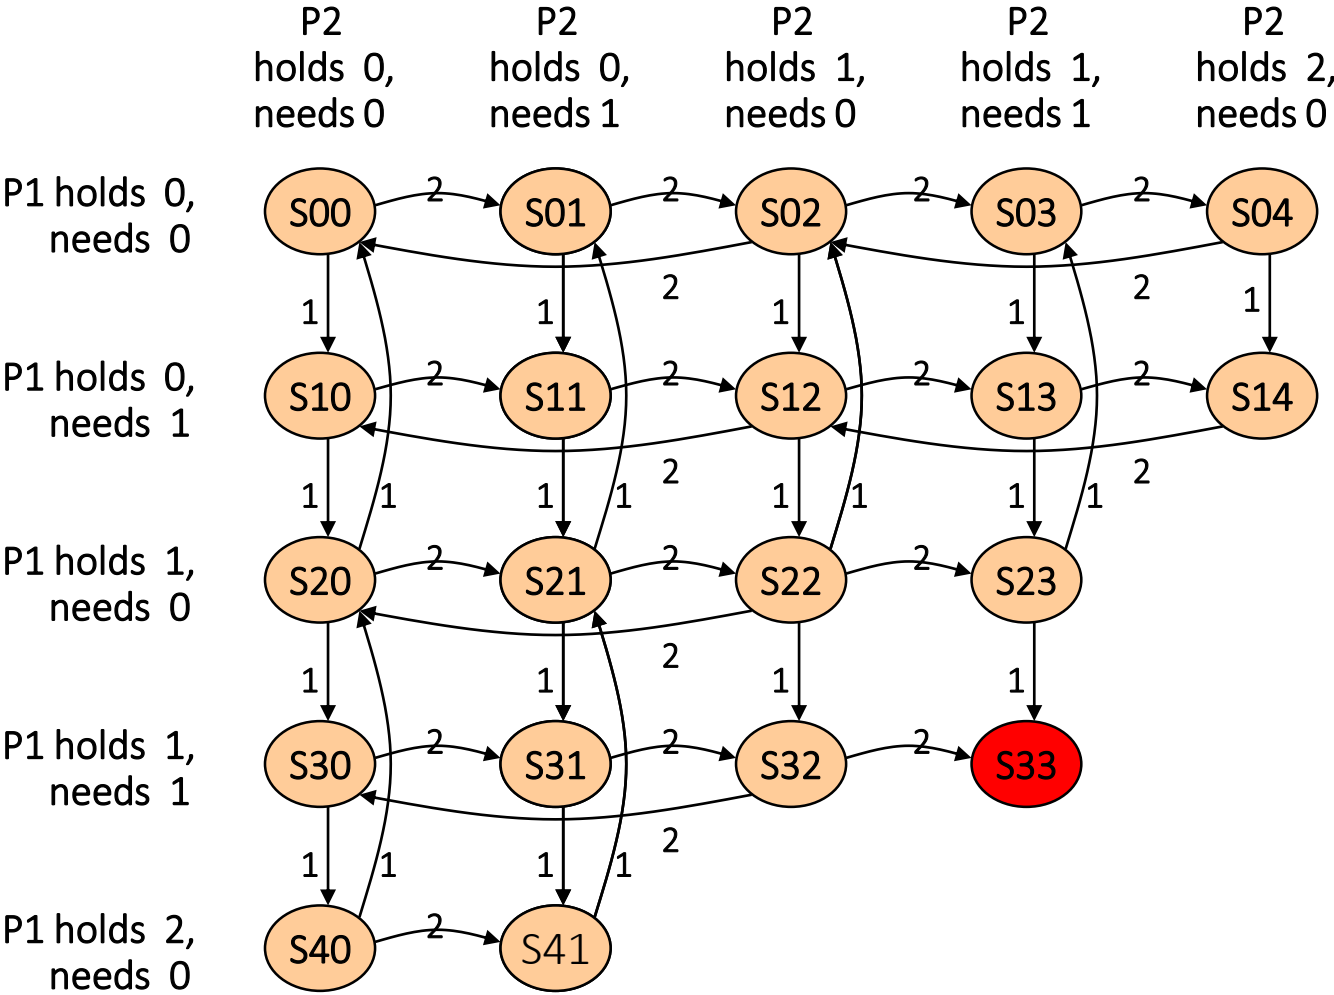 P2 P2 P2 P2 P2
holds 0, holds 0, holds 1, holds 1, holds 2,
needs 0 needs 1 needs 0 needs 1 needs 0
P1 holds 0,
needs 0
S00 2 S01 2 S02 2 S03 2 S04
2 2
1 1 1 1 1
P1 holds 0,
needs 1
S10 2 S11 2 S12 2 S13 2 S14
2 2
1 1 1 1 1 1 1 1
P1 holds 1,
needs 0
S20 2 S21 2 S22 2 S23
2
1 1 1 1
P1 holds 1,
needs 1
S30 2 S31 2 S32 2 S33
2
1 1 1 1
P1 holds 2,
needs 0
S40 2 S41